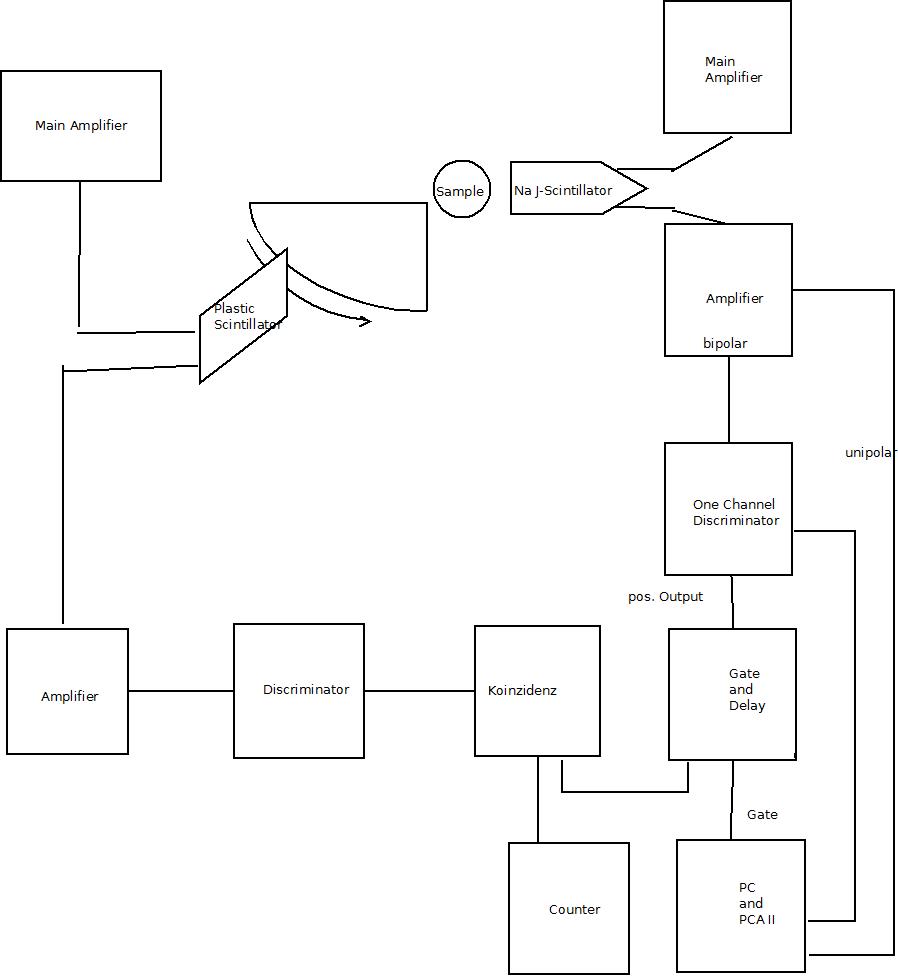 Main
Amplifier
Main Amplifier
Sample
Na J-Scintillator
Plastic
Scintillator
Amplifier
bipolar
unipolar
One Channel
Discriminator
pos. Output
Amplifier
Discriminator
Koinzidenz
Gate
and
Delay
Gate
Counter
PC
and
PCA II